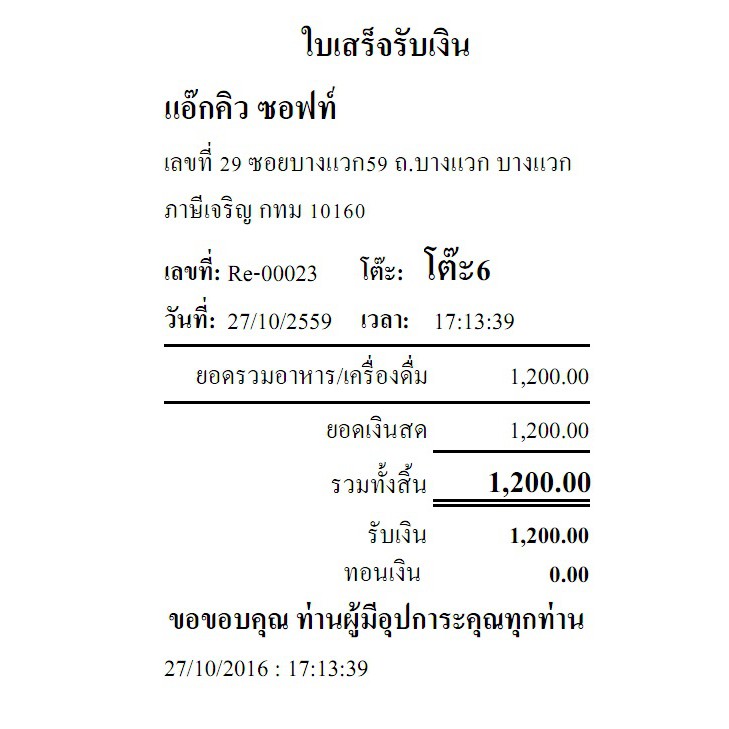 ใบเสร็จรับเงิน
แอ๊กคิว ซอฟท์
เลขที่ 29 ซอยบางแวก59 ถ.บางแวก บางแวก
ภาษีเจริญ กทม 10160
เลขที่: Re-00023 โต๊ะ: โต๊ะ6
วันที่: 27/10/2559 เวลา: 17:13:39
ยอดรวมอาหาร/เครื่องดื่ม 1,200.00
ยอดเงินสด 1,200.00
รวมทั้งสิ้น 1,200.00
รับเงิน 1,200.00
ทอนเงิน 0.00
ขอขอบคุณ ท่านผู้มีอุปการะคุณทุกท่าน
27/10/2016 : 17:13:39